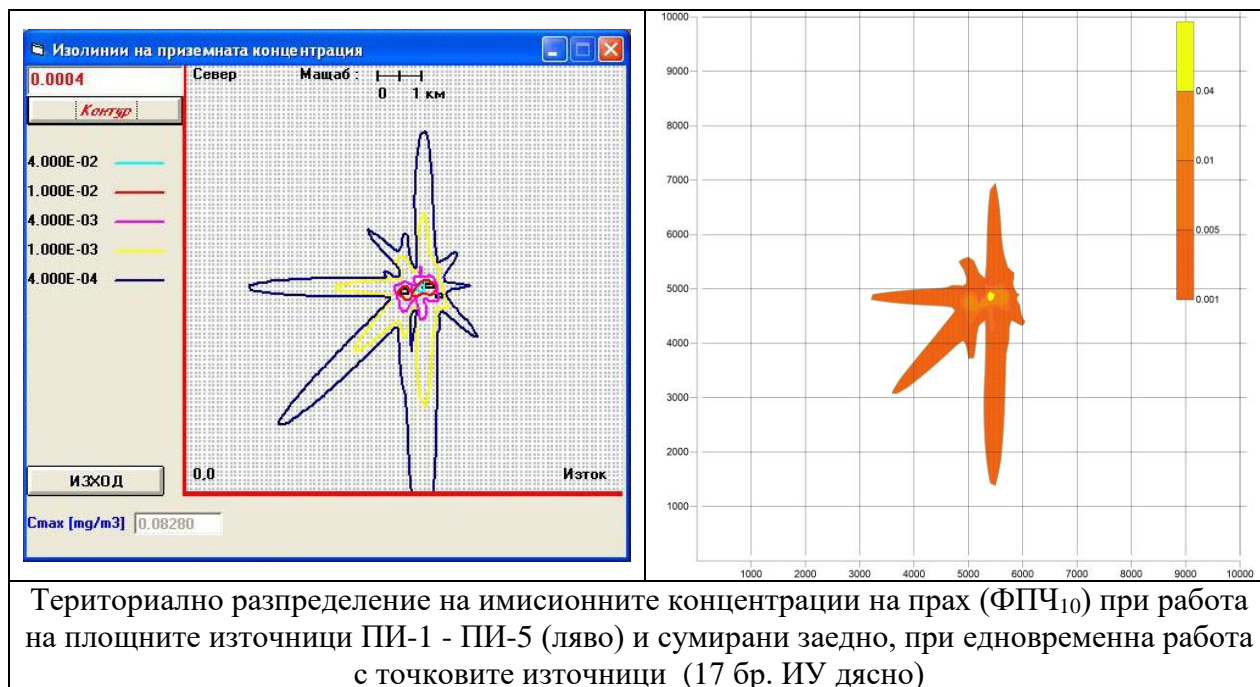 Изолинии на приземната концентрация
0.0004
Контур
4.000E-02
1.000E-02
4.000E-03
1.000E-03
4.000E-04
ИЗХОД
Cmax [mg/m3] 0.08280
Север Мащаб :
0 1 км
0,0 Изток
10000
9000
8000
7000
6000
5000
4000
3000
2000
1000
1000 2000 3000 4000 5000 6000 7000 8000 9000 10000
0.04
0.01
0.005
0.001
Териториално разпределение на имисионните концентрации на прах (ФПЧ₁₀) при работа
на площните източници ПИ-1 - ПИ-5 (ляво) и сумирани заедно, при едновременна работа
с точковите източници (17 бр. ИУ дясно)